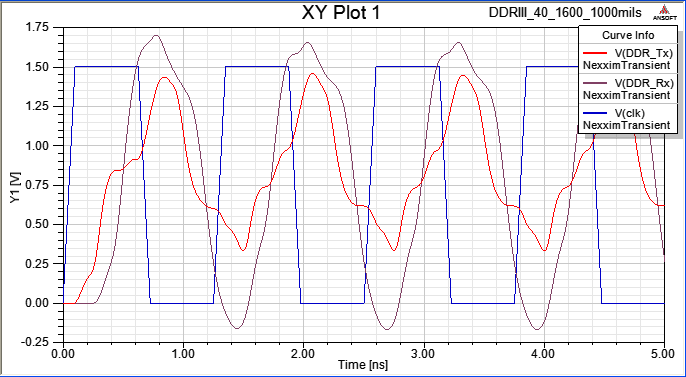 XY Plot 1
DDRIII_40_1600_1000mils
ANSOFT
Curve Info
V(DDR_Tx)
NexximTransient
V(DDR_Rx)
NexximTransient
V(clk)
NexximTransient
1.75
1.50
1.25
1.00
0.75
0.50
0.25
0.00
-0.25
Y1 [V]
0.00 1.00 2.00 3.00 4.00 5.00
Time [ns]